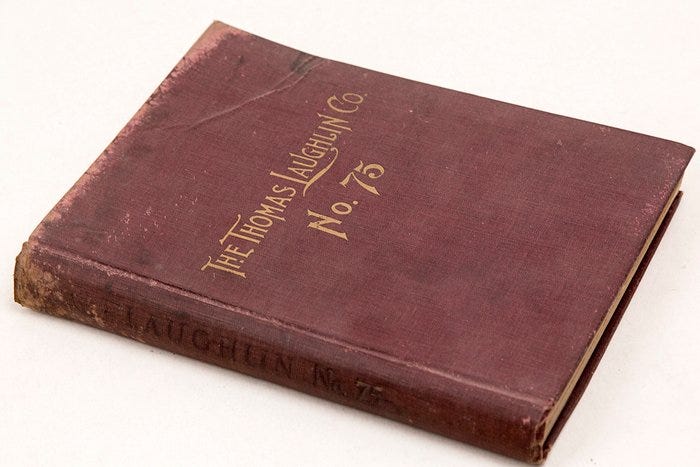 THE THOMAS LAUGHLIN CO.
No. 75
LAUGHLIN No. 75